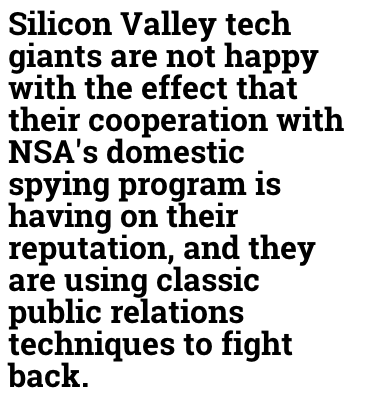 Silicon Valley tech
giants are not happy
with the effect that
their cooperation with
NSA's domestic
spying program is
having on their
reputation, and they
are using classic
public relations
techniques to fight
back.